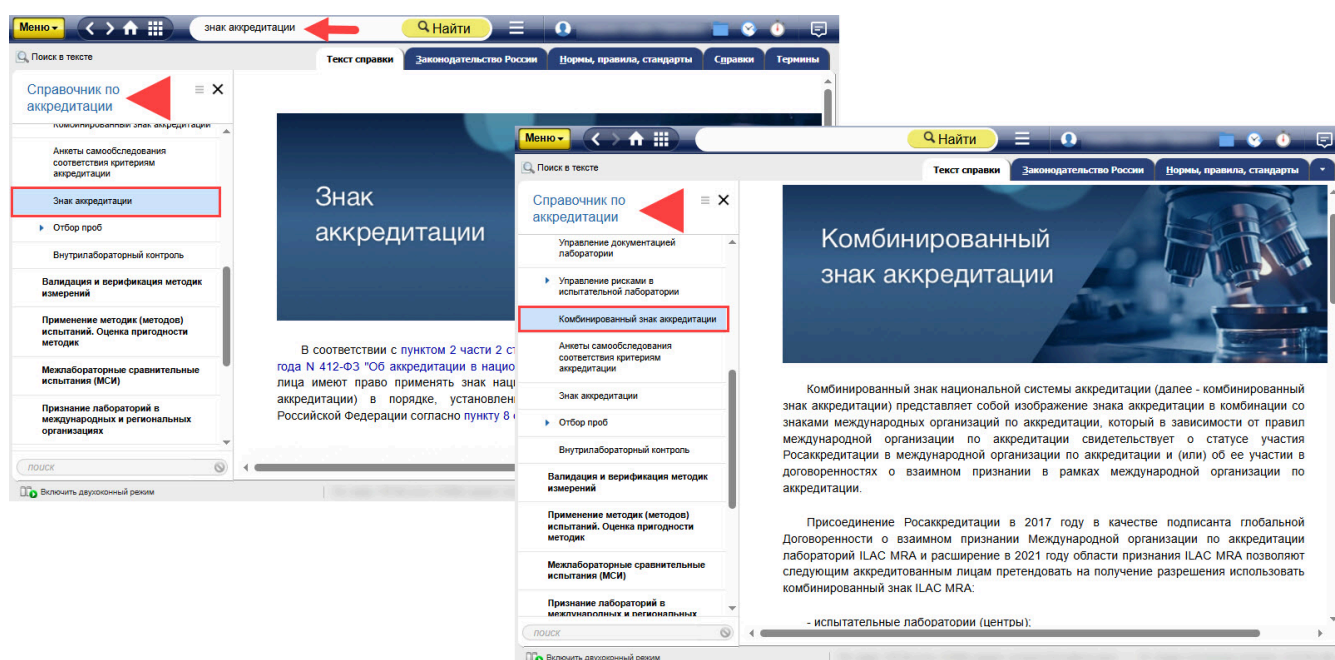 Меню
знак аккредитации
Найти
Поиск в тексте
Текст справки
Законодательство России
Нормы, правила, стандарты
Справки
Термины
Справочник по
аккредитации
Комбинированный знак аккредитации
Анкеты самообследования
соответствия критериям
аккредитации
Знак аккредитации
Отбор проб
Внутрилабораторный контроль
Валидация и верификация методик
измерений
Применение методик (методов)
испытаний. Оценка пригодности
методик
Межлабораторные сравнительные
испытания (МСИ)
Признание лабораторий в
международных и региональных
организациях
поиск
Включить двухоконный режим
Знак
аккредитации
В соответствии с пунктом 2 части 2
года N 412-ФЗ "Об аккредитации в
лица имеют право применять знак
аккредитации) в порядке,
Российской Федерации согласно пункту 8
Меню
Найти
Поиск в тексте
Текст справки
Законодательство России
Нормы, правила, стандарты
Справочник по
аккредитации
Управление документацией
лаборатории
Управление рисками в
испытательной лаборатории
Комбинированный знак аккредитации
Анкеты самообследования
соответствия критериям
аккредитации
Знак аккредитации
Отбор проб
Внутрилабораторный контроль
Валидация и верификация методик
измерений
Применение методик (методов)
испытаний. Оценка пригодности
методик
Межлабораторные сравнительные
испытания (МСИ)
Признание лабораторий в
международных и региональных
поиск
Включить двухоконный режим
Комбинированный
знак аккредитации
Комбинированный знак национальной системы аккредитации (далее - комбинированный
знак аккредитации) представляет собой изображение знака аккредитации в комбинации со
знаками международных организаций по аккредитации, который в зависимости от правил
международной организации по аккредитации свидетельствует о статусе участия
Росаккредитации в международной организации по аккредитации и (или) об ее участии в
договоренностях о взаимном признании в рамках международной организации по
аккредитации.
Присоединение Росаккредитации в 2017 году в качестве подписанта глобальной
Договоренности о взаимном признании Международной организации по аккредитации
лабораторий ILAC MRA и расширение в 2021 году области признания ILAC MRA позволяют
следующим аккредитованным лицам претендовать на получение разрешения использовать
комбинированный знак ILAC MRA:
- испытательные лаборатории (центры);